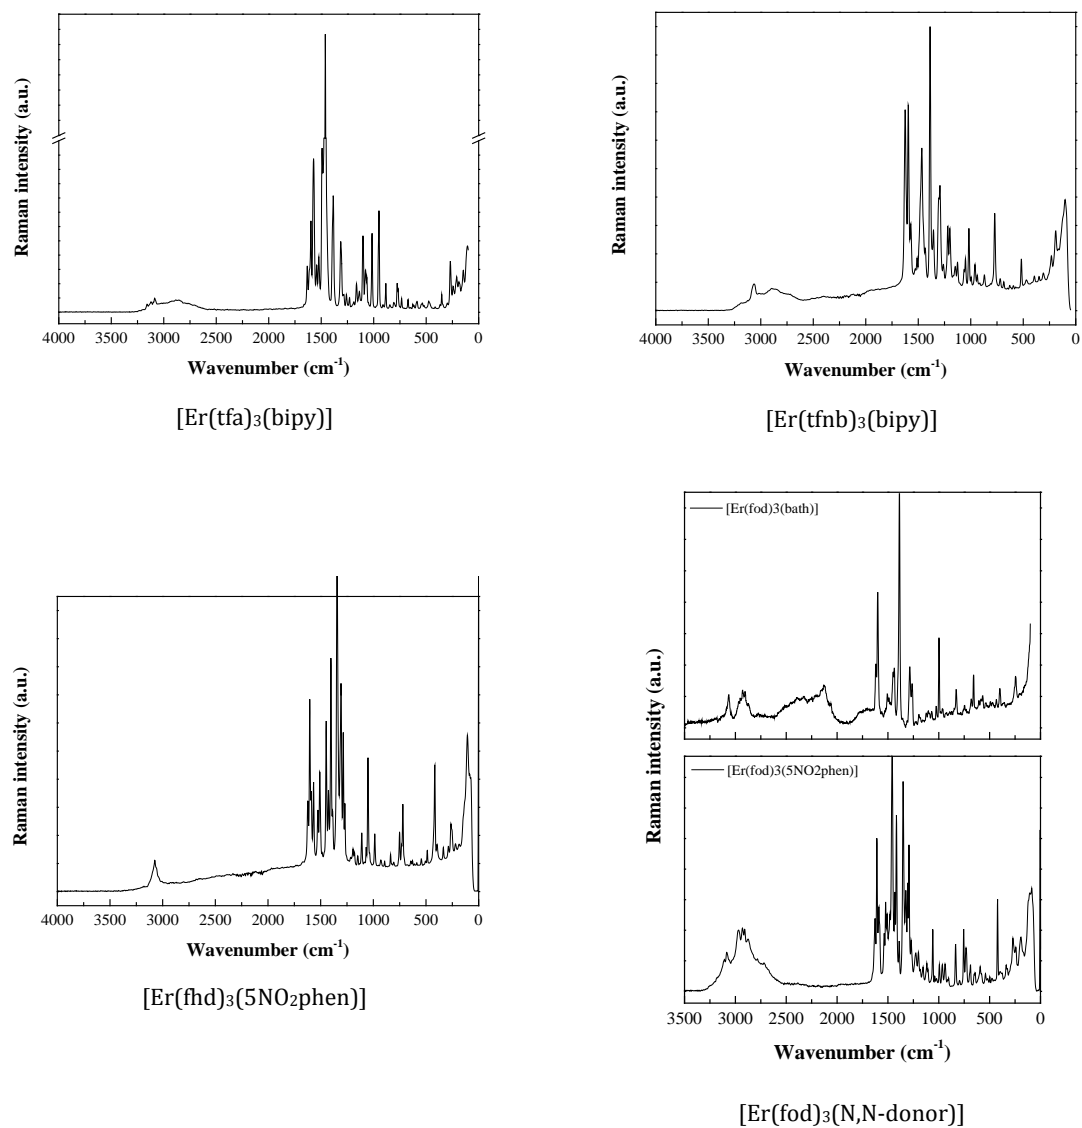 Raman intensity (a.u.)
4000 3500 3000 2500 2000 1500 1000 500 0
Wavenumber (cm-1)
[Er(tfa)3(bipy)]
Raman intensity (a.u.)
4000 3500 3000 2500 2000 1500 1000 500 0
Wavenumber (cm-1)
[Er(tfnb)3(bipy)]
Raman intensity (a.u.)
4000 3500 3000 2500 2000 1500 1000 500 0
Wavenumber (cm-1)
[Er(fhd)3(5NO2phen)]
[Er(fod)3(bath)]
Raman intensity (a.u.)
[Er(fod)3(5NO2phen)]
3500 3000 2500 2000 1500 1000 500 0
Wavenumber (cm-1)
[Er(fod)3(N,N-donor)]